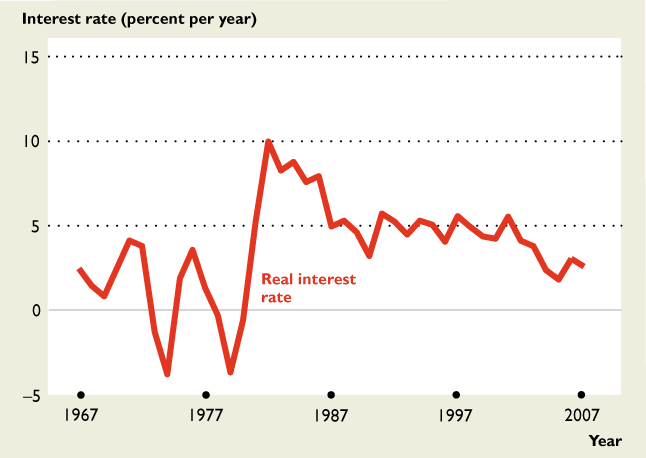 Interest rate (percent per year)
15
10
5
Real interest
rate
0
–5
1967 1977 1987 1997 2007
Year